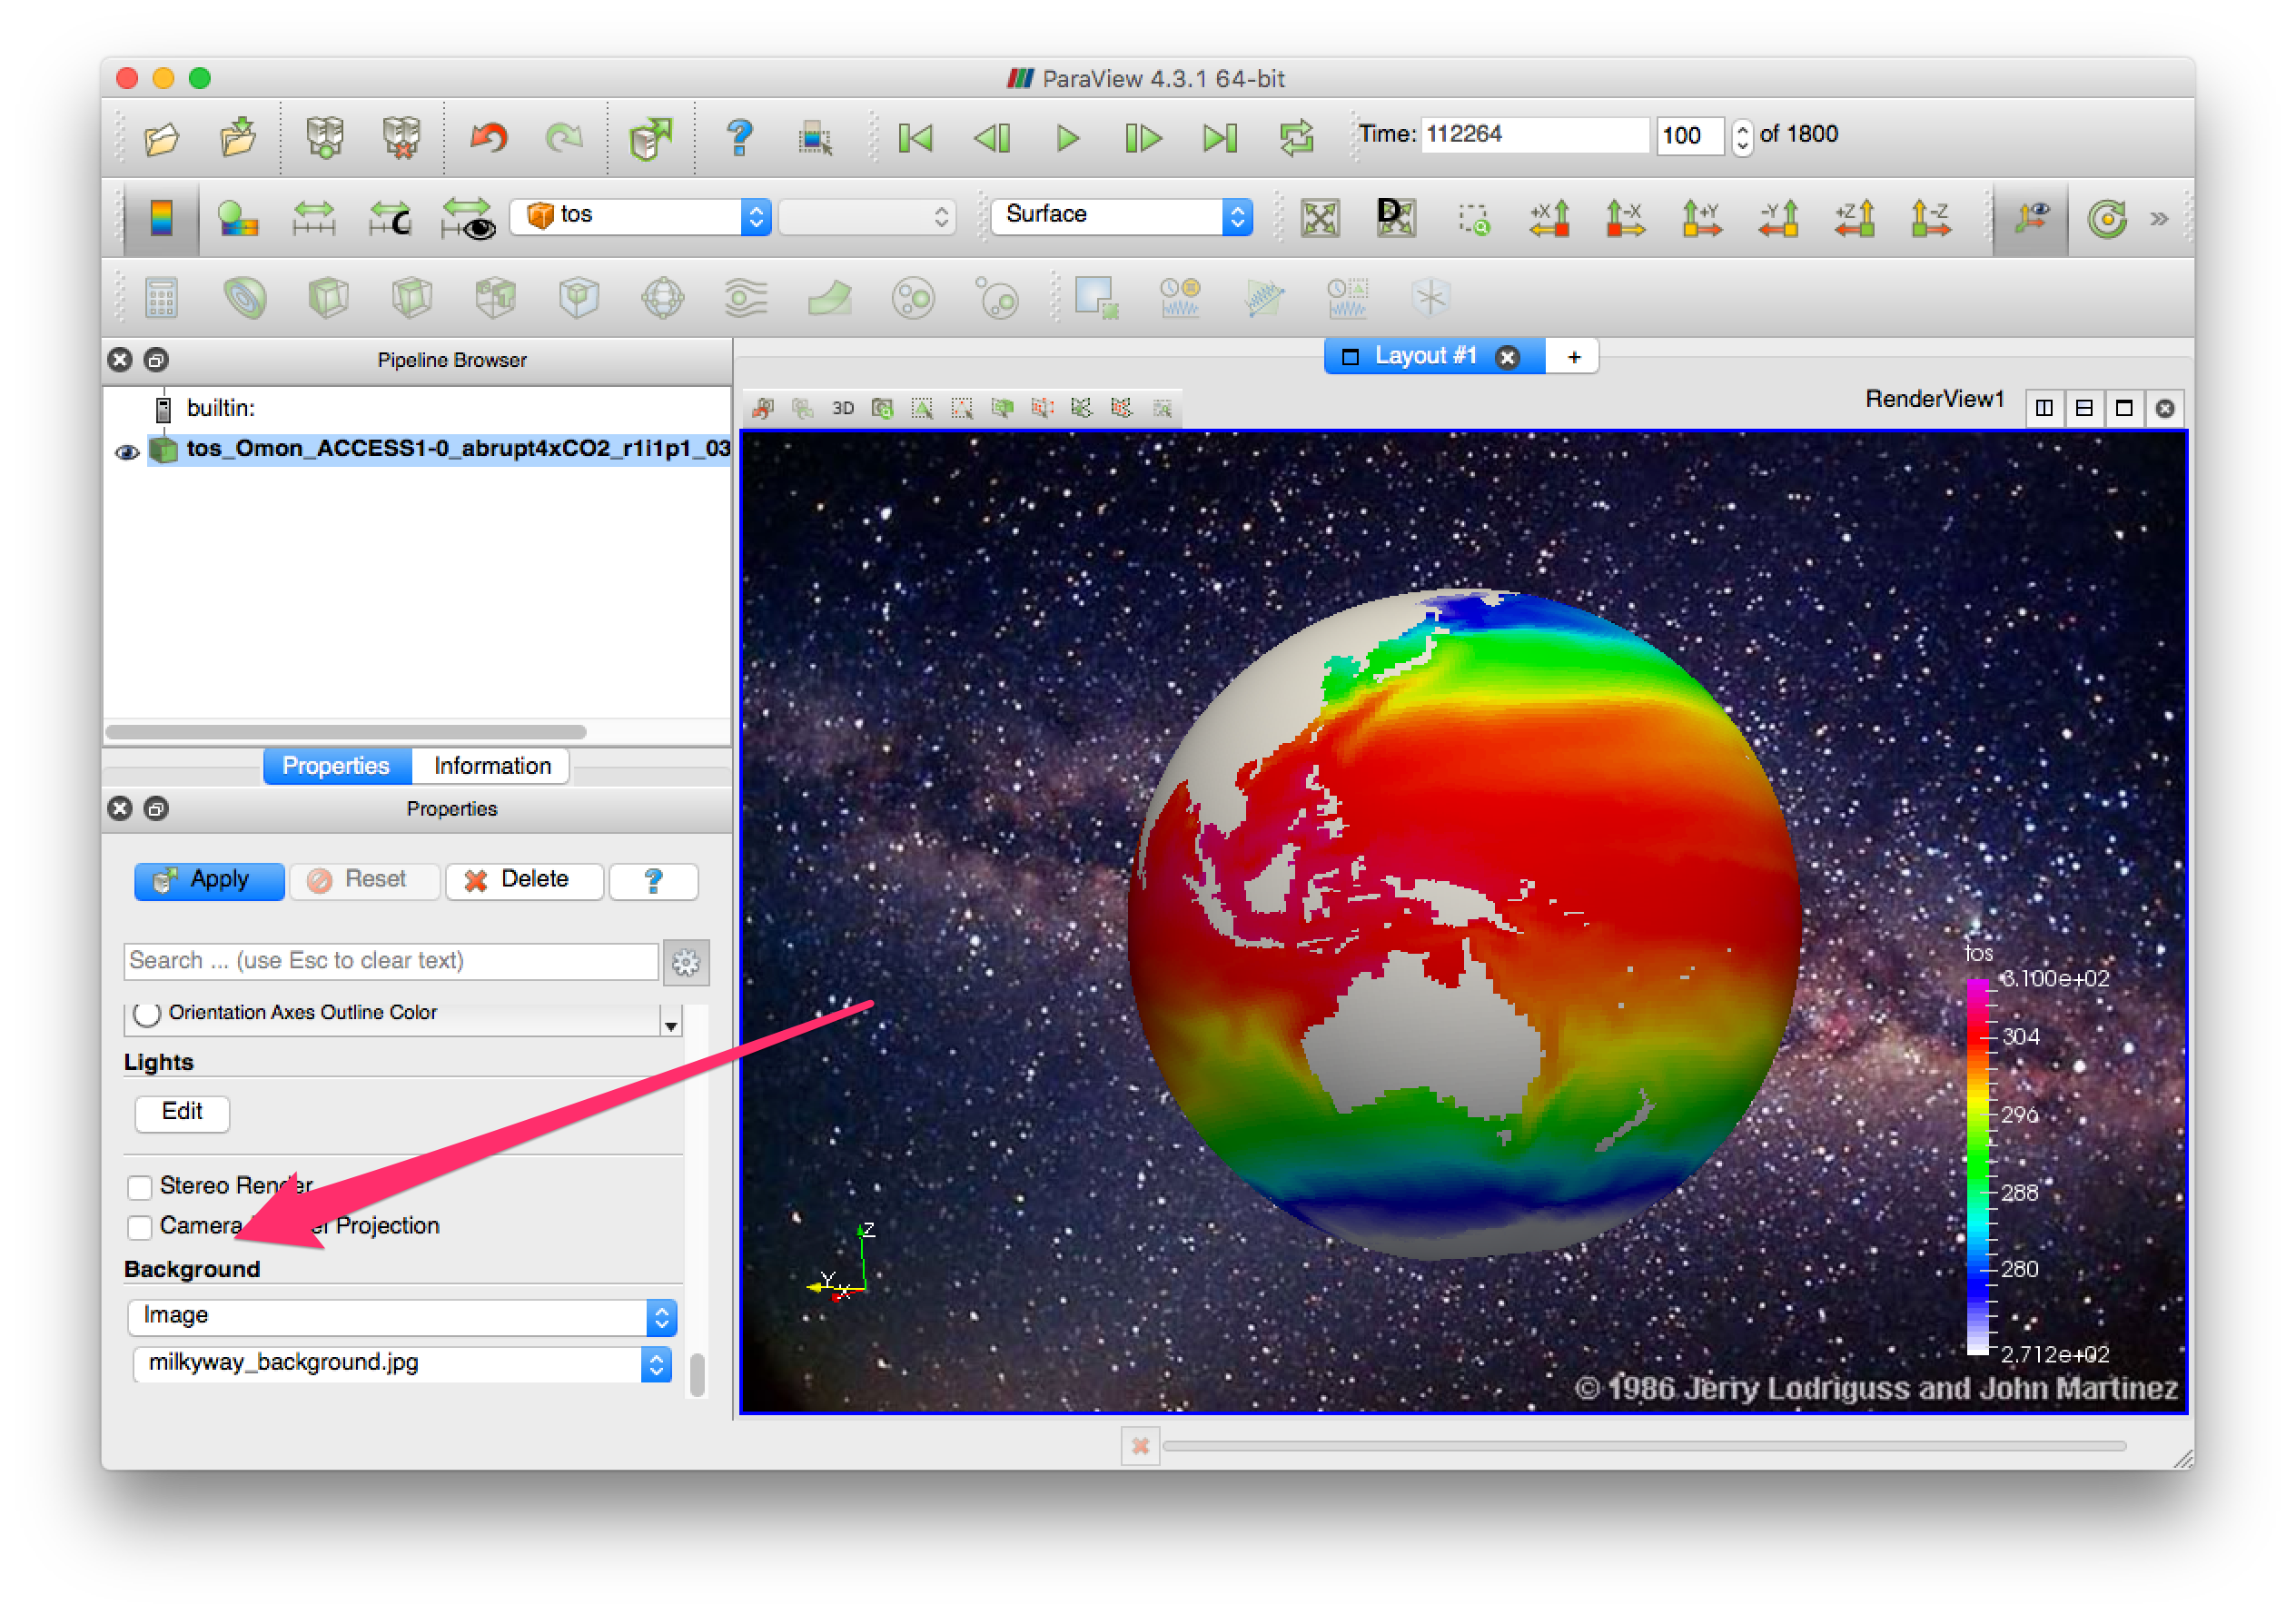 ParaView 4.3.1 64-bit
Time: 112264 100 of 1800
tos Surface
+X -X +Y -Y +Z -Z
Pipeline Browser
Layout #1 +
builtin:
3D
RenderView1
tos_Omon_ACCESS1-0_abrupt4xCO2_r1i1p1_03
Properties Information
Properties
Apply Reset Delete ?
Search ... (use Esc to clear text)
Orientation Axes Outline Color
Lights
Edit
Stereo Render
Camera Projection
Background
Image
milkyway_background.jpg
tos
3.100e+02
304
296
288
280
2.712e+02
Z
Y
X
© 1986 Jerry Lodriguss and John Martinez